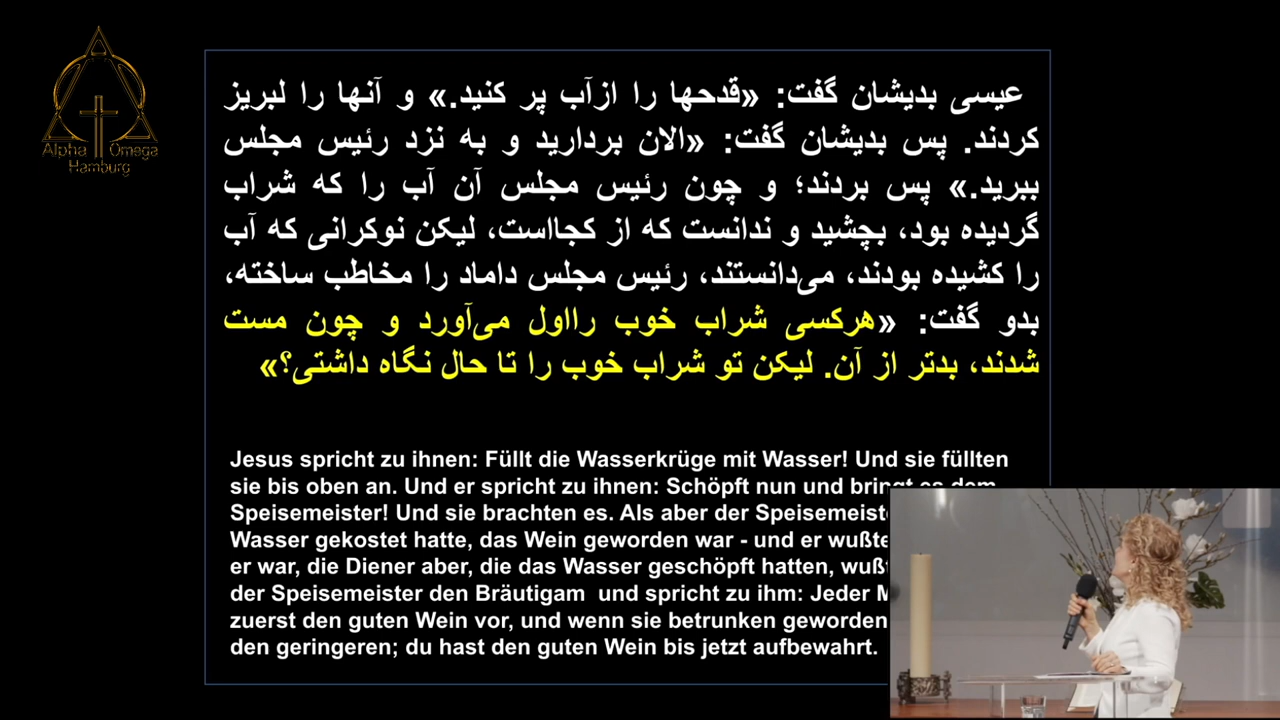 Alpha Omega
Hamburg
عیسی بدیشان گفت: «قدحها را ازآب پر کنید.» و آنها را لبریز
کردند. پس بدیشان گفت: «الان بردارید و به نزد رئیس مجلس
ببرید.» پس بردند؛ و چون رئیس مجلس آن آب را که شراب
گردیده بود، بچشید و ندانست که از کجااست، لیکن نوکرانی که آب
را کشیده بودند، می‌دانستند، رئیس مجلس داماد را مخاطب ساخته،
بدو گفت: «هرکسی شراب خوب رااول می‌آورد و چون مست
شدند، بدتر از آن. لیکن تو شراب خوب را تا حال نگاه داشتی؟»
Jesus spricht zu ihnen: Füllt die Wasserkrüge mit Wasser! Und sie füllten
sie bis oben an. Und er spricht zu ihnen: Schöpft nun und bringt es dem
Speisemeister! Und sie brachten es. Als aber der Speisemeiste
Wasser gekostet hatte, das Wein geworden war - und er wußte
er war, die Diener aber, die das Wasser geschöpft hatten, wußt
der Speisemeister den Bräutigam und spricht zu ihm: Jeder M
zuerst den guten Wein vor, und wenn sie betrunken geworden
den geringeren; du hast den guten Wein bis jetzt aufbewahrt.